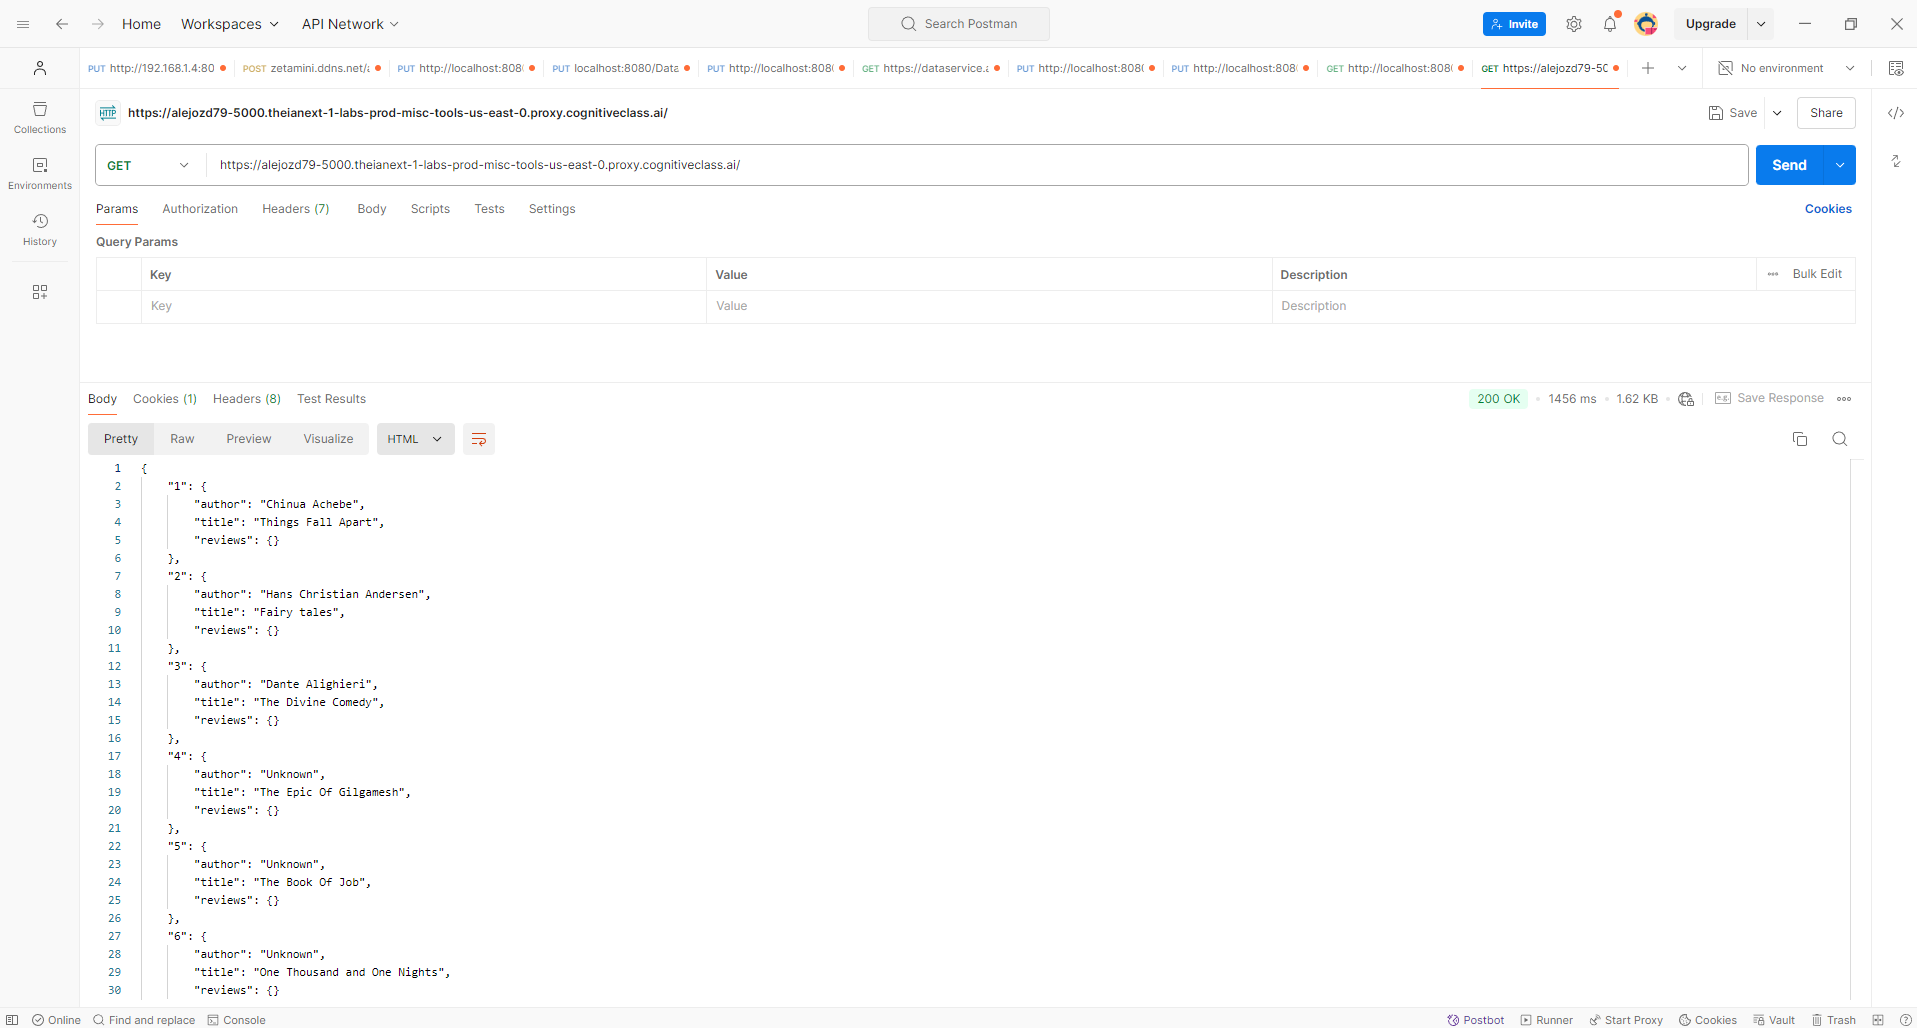 Home Workspaces API Network Search Postman Invite Upgrade
PUT http://192.168.1.4:80 POST zetamini.ddns.net/a PUT http://localhost:808 PUT localhost:8080/Data PUT http://localhost:808 GET https://dataservice.a PUT http://localhost:808 PUT http://localhost:808 GET http://localhost:808 GET https://alejozd79-50 No environment
HTTP https://alejozd79-5000.theianext-1-labs-prod-misc-tools-us-east-0.proxy.cognitiveclass.ai/ Save Share
Collections
Environments
History
GET https://alejozd79-5000.theianext-1-labs-prod-misc-tools-us-east-0.proxy.cognitiveclass.ai/ Send
Params Authorization Headers (7) Body Scripts Tests Settings Cookies
Query Params
Key Value Description Bulk Edit
Key Value Description
Body Cookies (1) Headers (8) Test Results 200 OK 1456 ms 1.62 KB e.g. Save Response
Pretty Raw Preview Visualize HTML
1 {
2 "1": {
3 "author": "Chinua Achebe",
4 "title": "Things Fall Apart",
5 "reviews": {}
6 },
7 "2": {
8 "author": "Hans Christian Andersen",
9 "title": "Fairy tales",
10 "reviews": {}
11 },
12 "3": {
13 "author": "Dante Alighieri",
14 "title": "The Divine Comedy",
15 "reviews": {}
16 },
17 "4": {
18 "author": "Unknown",
19 "title": "The Epic Of Gilgamesh",
20 "reviews": {}
21 },
22 "5": {
23 "author": "Unknown",
24 "title": "The Book Of Job",
25 "reviews": {}
26 },
27 "6": {
28 "author": "Unknown",
29 "title": "One Thousand and One Nights",
30 "reviews": {}
Online Find and replace Console Postbot Runner Start Proxy Cookies Vault Trash